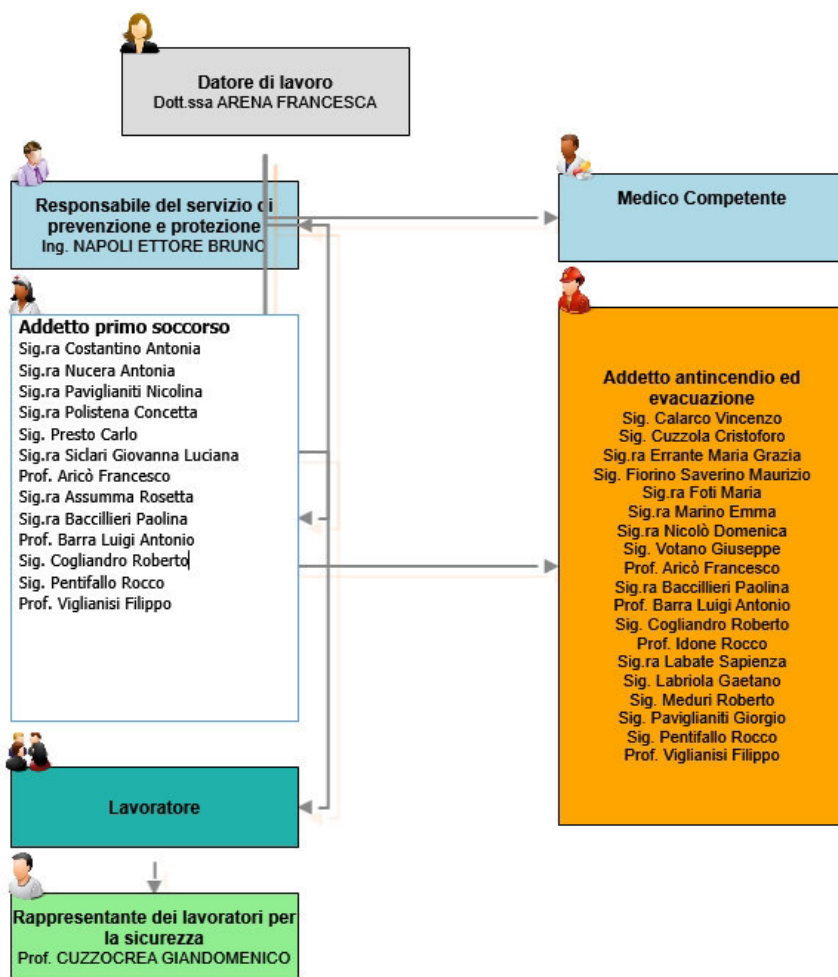 Datore di lavoro
Dott.ssa ARENA FRANCESCA
Responsabile del servizio di
prevenzione e protezione
Ing. NAPOLI ETTORE BRUNO
Medico Competente
Addetto primo soccorso
Sig.ra Costantino Antonia
Sig.ra Nucera Antonia
Sig.ra Paviglianiti Nicolina
Sig.ra Polistena Concetta
Sig. Presto Carlo
Sig.ra Siclari Giovanna Luciana
Prof. Aricò Francesco
Sig.ra Assumma Rosetta
Sig.ra Baccillieri Paolina
Prof. Barra Luigi Antonio
Sig. Cogliandro Roberto
Sig. Pentifallo Rocco
Prof. Viglianisi Filippo
Addetto antincendio ed
evacuazione
Sig. Calarco Vincenzo
Sig. Cuzzola Cristoforo
Sig.ra Errante Maria Grazia
Sig. Fiorino Saverino Maurizio
Sig.ra Foti Maria
Sig.ra Marino Emma
Sig.ra Nicolò Domenica
Sig. Votano Giuseppe
Prof. Aricò Francesco
Sig.ra Baccillieri Paolina
Prof. Barra Luigi Antonio
Sig. Cogliandro Roberto
Prof. Idone Rocco
Sig.ra Labate Sapienza
Sig. Labriola Gaetano
Sig. Meduri Roberto
Sig. Paviglianiti Giorgio
Sig. Pentifallo Rocco
Prof. Viglianisi Filippo
Lavoratore
Rappresentante dei lavoratori per
la sicurezza
Prof. CUZZOCREA GIANDOMENICO